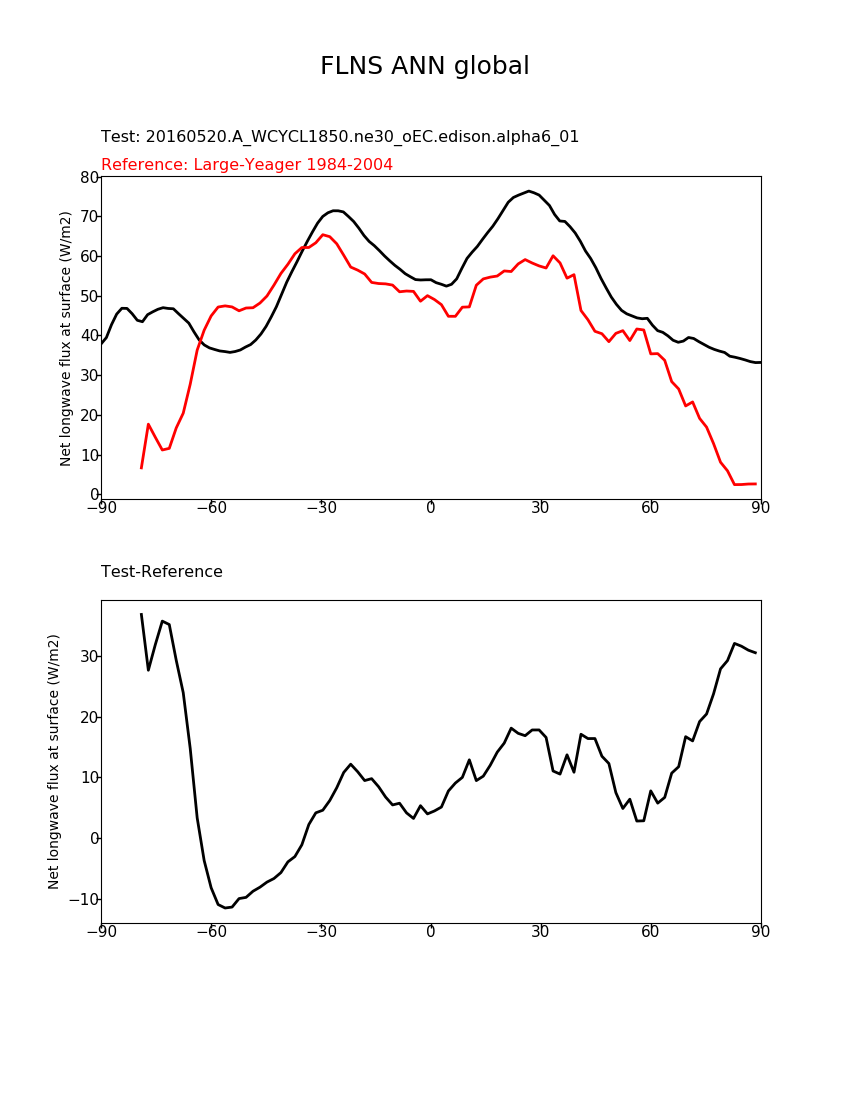 FLNS ANN global
Test: 20160520.A_WCYCL1850.ne30_oEC.edison.alpha6_01
Reference: Large-Yeager 1984-2004
Net longwave flux at surface (W/m2)
80
70
60
50
40
30
20
10
0
−90 −60 −30 0 30 60 90
Test-Reference
Net longwave flux at surface (W/m2)
30
20
10
0
−10
−90 −60 −30 0 30 60 90